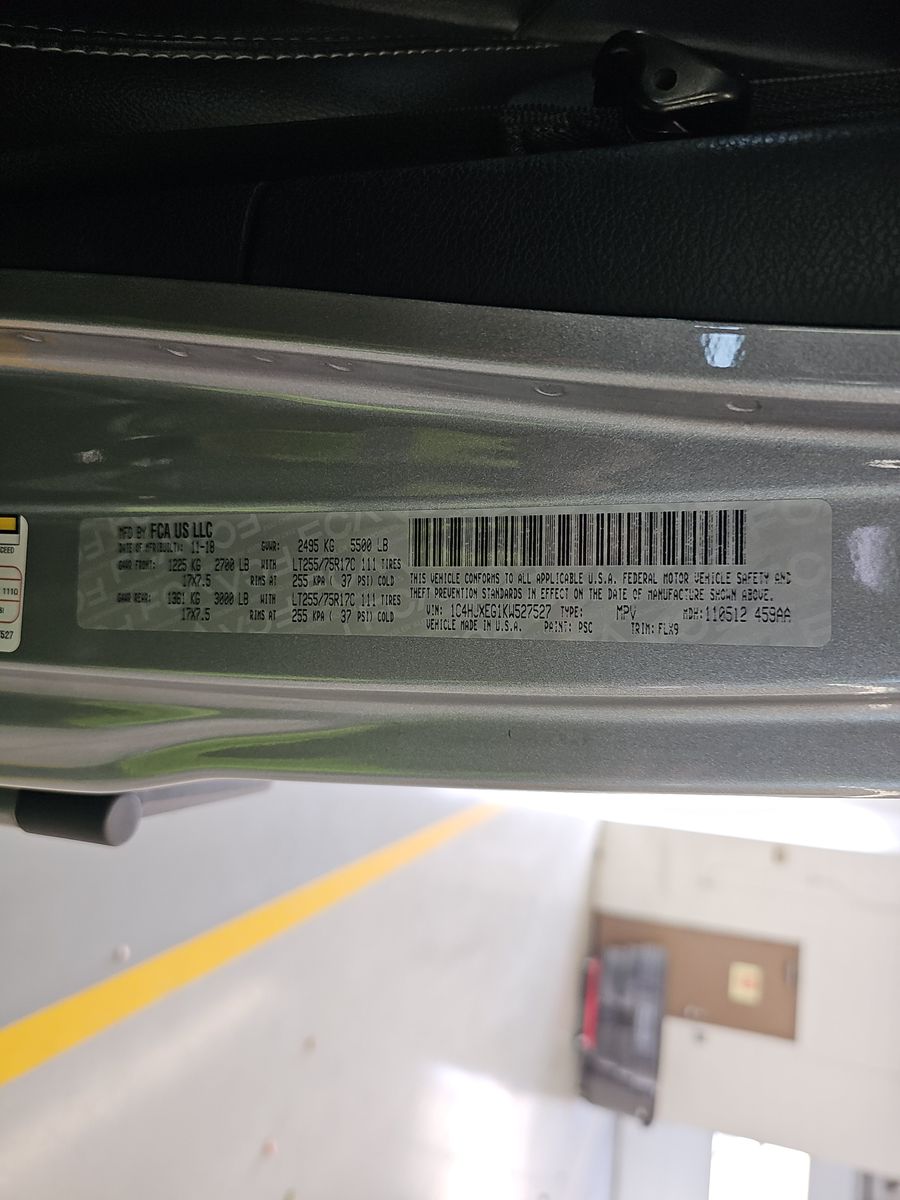 MFD BY FCA US LLC
DATE OF MFR(BUILT): 11-18 GVWR: 2495 KG 5500 LB
GAWR FRONT: 1225 KG 2700 LB WITH LT255/75R17C 111 TIRES
17X7.5 RIMS AT 255 KPA ( 37 PSI) COLD
GAWR REAR: 1361 KG 3000 LB WITH LT255/75R17C 111 TIRES
17X7.5 RIMS AT 255 KPA ( 37 PSI) COLD
THIS VEHICLE CONFORMS TO ALL APPLICABLE U.S.A. FEDERAL MOTOR VEHICLE SAFETY AND
THEFT PREVENTION STANDARDS IN EFFECT ON THE DATE OF MANUFACTURE SHOWN ABOVE.
VIN: 1C4HJXEG1KW527527 TYPE: MPV MDH: 110512 459AA
VEHICLE MADE IN U.S.A. PAINT: PSC TRIM: FLX9
1110
7527